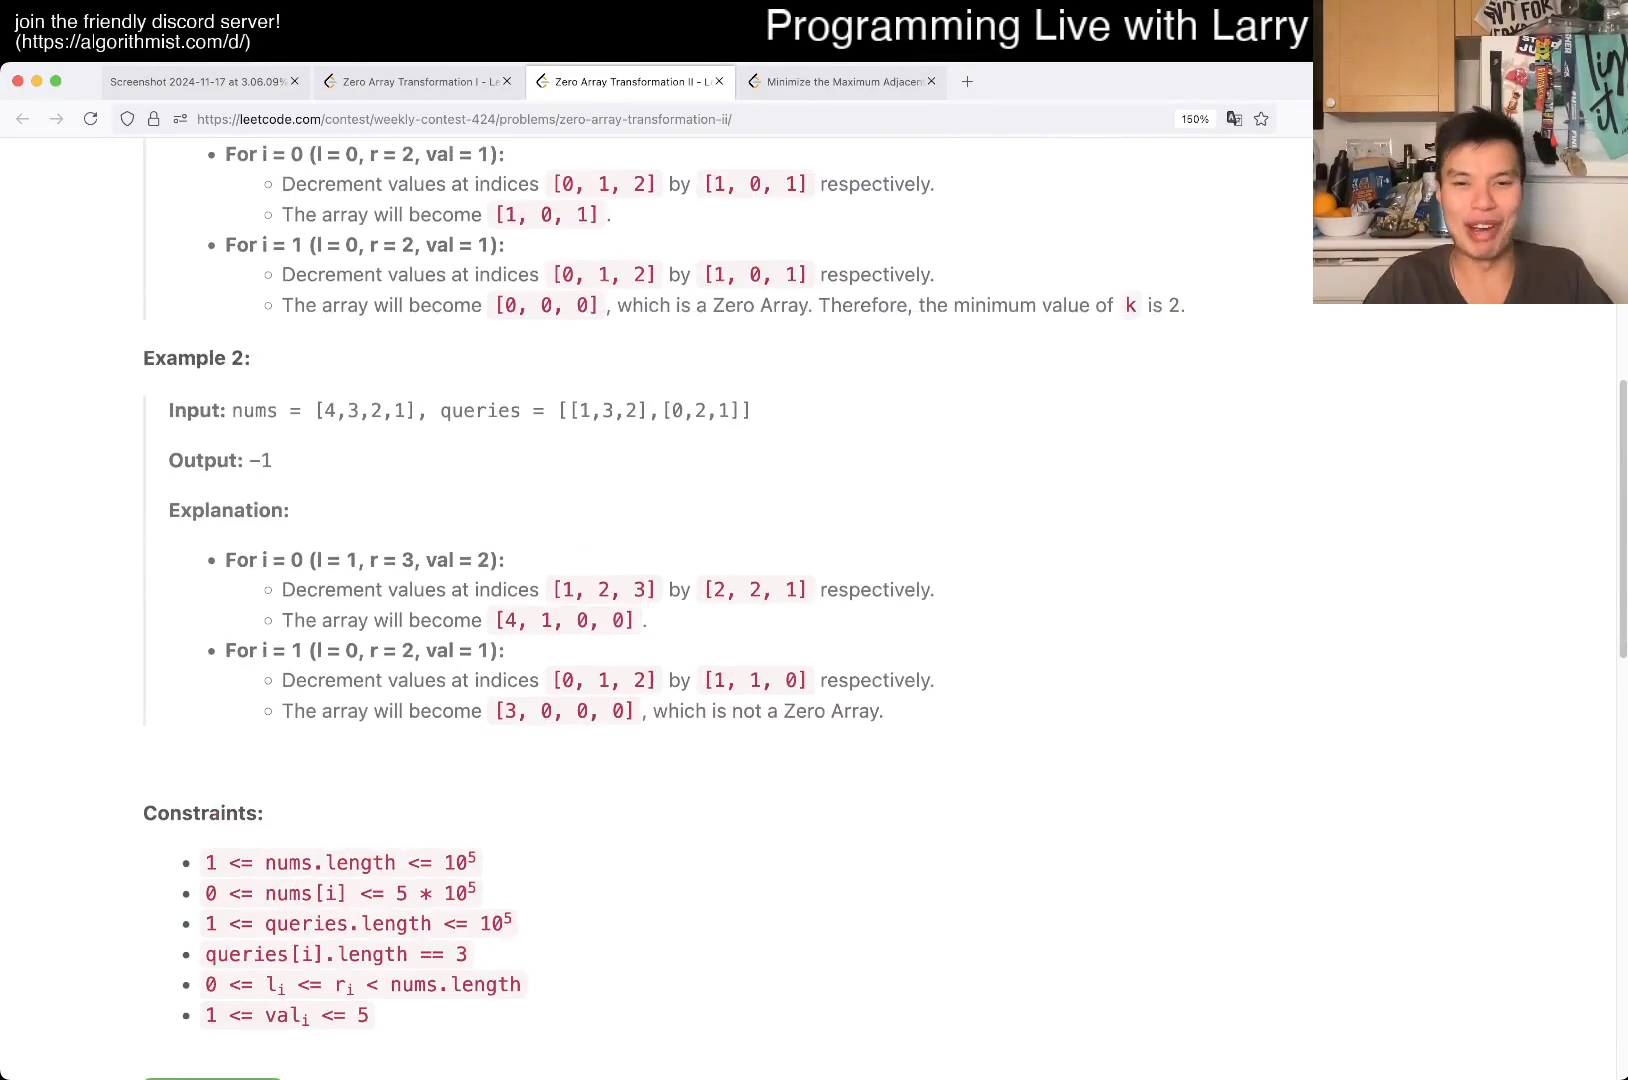 join the friendly discord server!
(https://algorithmist.com/d/)
Programming Live with Larry
Screenshot 2024-11-17 at 3.06.09
Zero Array Transformation I - Le
Zero Array Transformation II - L
Minimize the Maximum Adjacen
https://leetcode.com/contest/weekly-contest-424/problems/zero-array-transformation-ii/
150%
• For i = 0 (l = 0, r = 2, val = 1):
◦ Decrement values at indices [0, 1, 2] by [1, 0, 1] respectively.
◦ The array will become [1, 0, 1].
• For i = 1 (l = 0, r = 2, val = 1):
◦ Decrement values at indices [0, 1, 2] by [1, 0, 1] respectively.
◦ The array will become [0, 0, 0], which is a Zero Array. Therefore, the minimum value of k is 2.
Example 2:
Input: nums = [4,3,2,1], queries = [[1,3,2],[0,2,1]]
Output: -1
Explanation:
• For i = 0 (l = 1, r = 3, val = 2):
◦ Decrement values at indices [1, 2, 3] by [2, 2, 1] respectively.
◦ The array will become [4, 1, 0, 0].
• For i = 1 (l = 0, r = 2, val = 1):
◦ Decrement values at indices [0, 1, 2] by [1, 1, 0] respectively.
◦ The array will become [3, 0, 0, 0], which is not a Zero Array.
Constraints:
• 1 <= nums.length <= 10⁵
• 0 <= nums[i] <= 5 * 10⁵
• 1 <= queries.length <= 10⁵
• queries[i].length == 3
• 0 <= lᵢ <= rᵢ < nums.length
• 1 <= valᵢ <= 5